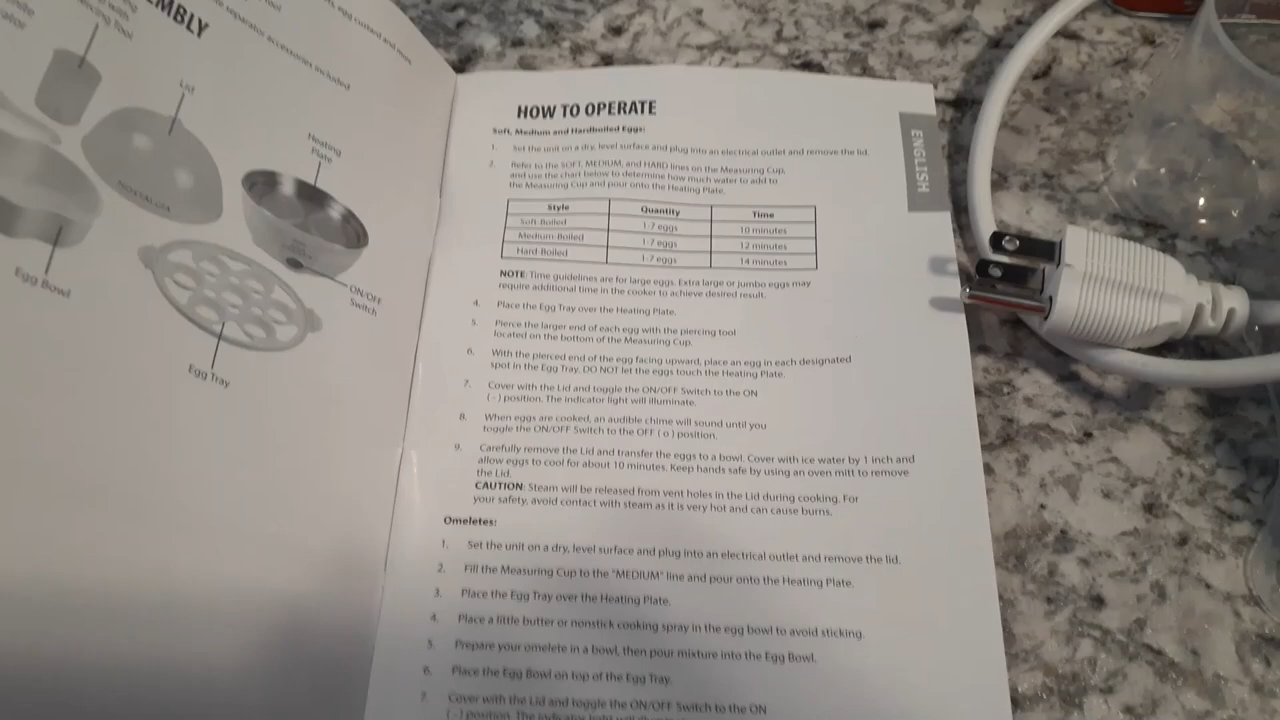 EMBLY
tool
egg custard and more.
separator accessories included
with
Lid
NOSTALGIA
Heating
Plate
ON/OFF
Switch
Egg Bowl
Egg Tray
ENGLISH
HOW TO OPERATE
Soft, Medium and Hardboiled Eggs:
1. Set the unit on a dry, level surface and plug into an electrical outlet and remove the lid.
2. Refer to the SOFT, MEDIUM, and HARD lines on the Measuring Cup,
and use the chart below to determine how much water to add to
the Measuring Cup and pour onto the Heating Plate.
Style Quantity Time
Soft-Boiled 1-7 eggs 10 minutes
Medium-Boiled 1-7 eggs 12 minutes
Hard-Boiled 1-7 eggs 14 minutes
NOTE: Time guidelines are for large eggs. Extra large or jumbo eggs may
require additional time in the cooker to achieve desired result.
4. Place the Egg Tray over the Heating Plate.
5. Pierce the larger end of each egg with the piercing tool
located on the bottom of the Measuring Cup.
6. With the pierced end of the egg facing upward, place an egg in each designated
spot in the Egg Tray. DO NOT let the eggs touch the Heating Plate.
7. Cover with the Lid and toggle the ON/OFF Switch to the ON
( - ) position. The indicator light will illuminate.
8. When eggs are cooked, an audible chime will sound until you
toggle the ON/OFF Switch to the OFF ( o ) position.
9. Carefully remove the Lid and transfer the eggs to a bowl. Cover with ice water by 1 inch and
allow eggs to cool for about 10 minutes. Keep hands safe by using an oven mitt to remove
the Lid.
CAUTION: Steam will be released from vent holes in the Lid during cooking. For
your safety, avoid contact with steam as it is very hot and can cause burns.
Omeletes:
1. Set the unit on a dry, level surface and plug into an electrical outlet and remove the lid.
2. Fill the Measuring Cup to the "MEDIUM" line and pour onto the Heating Plate.
3. Place the Egg Tray over the Heating Plate.
4. Place a little butter or nonstick cooking spray in the egg bowl to avoid sticking.
5. Prepare your omelete in a bowl, then pour mixture into the Egg Bowl.
6. Place the Egg Bowl on top of the Egg Tray.
7. Cover with the Lid and toggle the ON/OFF Switch to the ON
( - ) position. The indicator light will